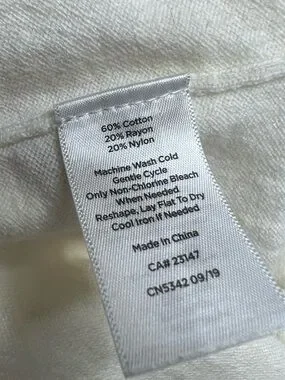 60% Cotton
20% Rayon
20% Nylon
Machine Wash Cold
Gentle Cycle
Only Non-Chlorine Bleach
When Needed
Reshape, Lay Flat To Dry
Cool Iron If Needed
Made in China
CA# 23147
CN5342 09/19